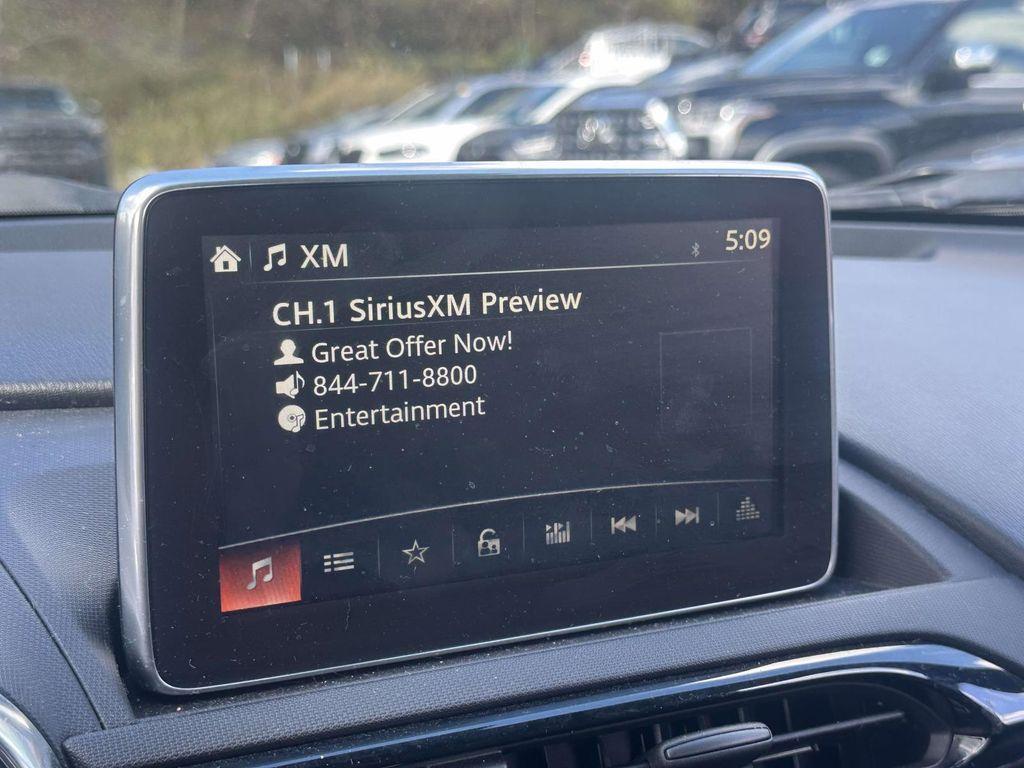 XM
5:09
CH.1 SiriusXM Preview
Great Offer Now!
844-711-8800
Entertainment